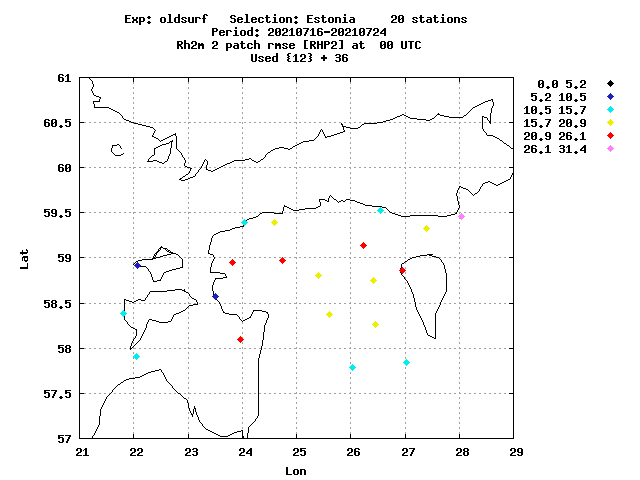 Exp: oldsurf Selection: Estonia 20 stations
Period: 20210716-20210724
Rh2m 2 patch rmse [RHP2] at 00 UTC
Used {12} + 36
61
60.5
60
59.5
59
58.5
58
57.5
57
Lat
21 22 23 24 25 26 27 28 29
Lon
0.0 5.2
5.2 10.5
10.5 15.7
15.7 20.9
20.9 26.1
26.1 31.4